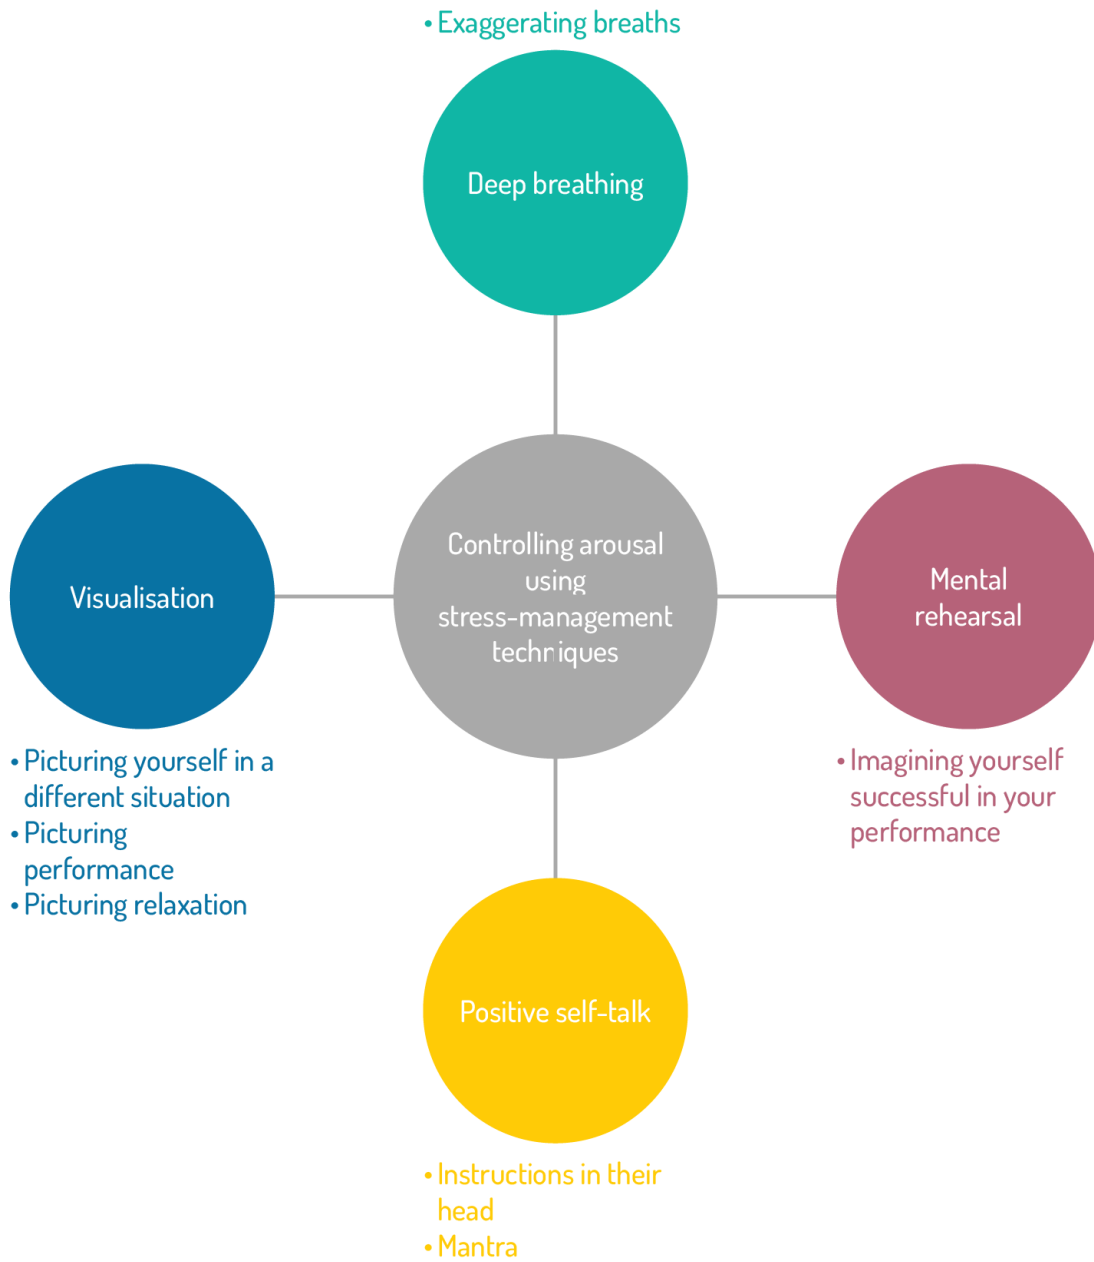 • Exaggerating breaths
Deep breathing
Controlling arousal
using
stress-management
techniques
Visualisation
• Picturing yourself in a
different situation
• Picturing
performance
• Picturing relaxation
Mental
rehearsal
• Imagining yourself
successful in your
performance
Positive self-talk
• Instructions in their
head
• Mantra